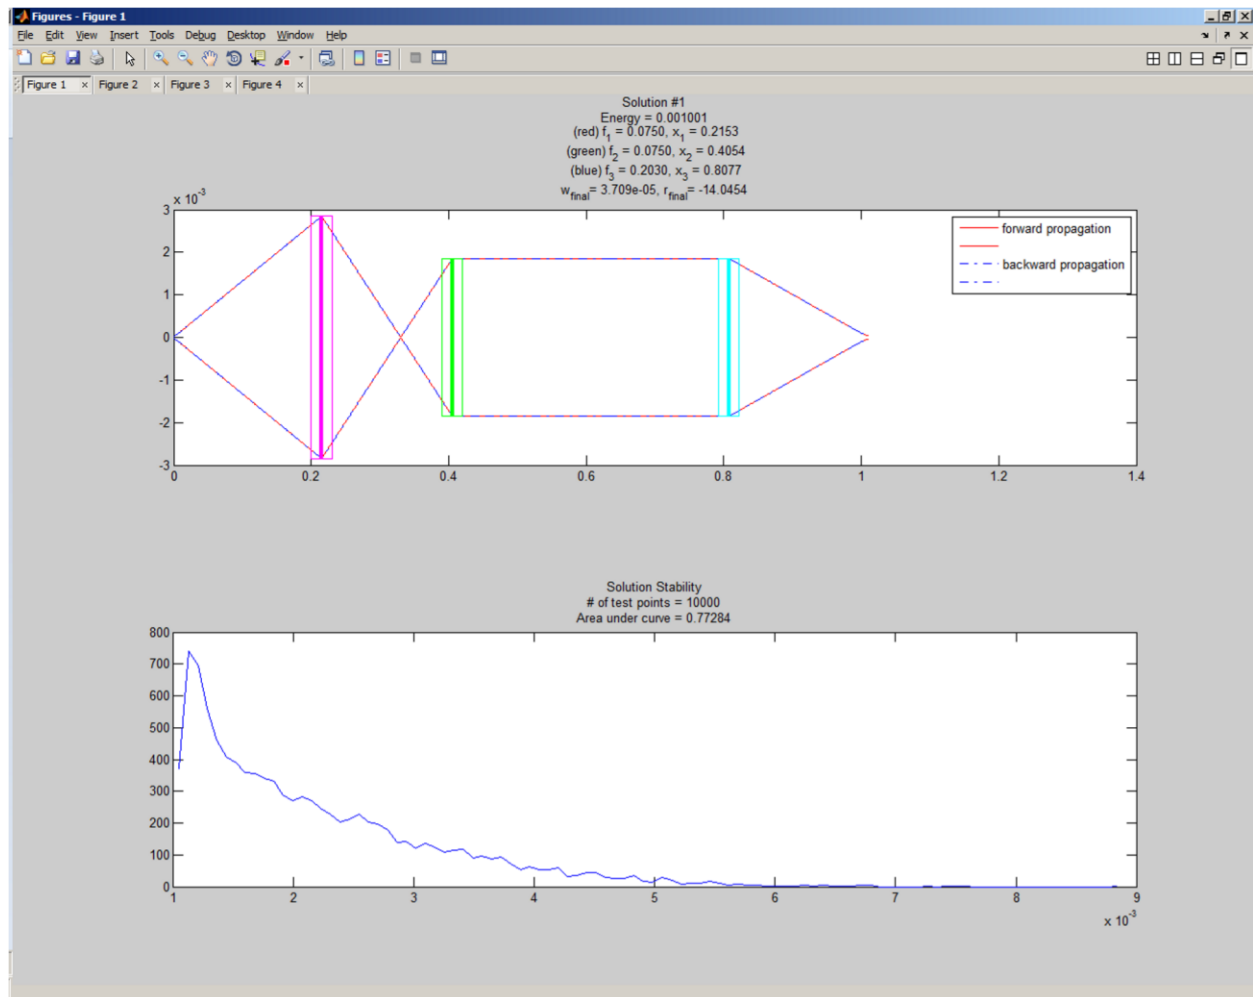 Figures - Figure 1
File Edit View Insert Tools Debug Desktop Window Help
Figure 1 Figure 2 Figure 3 Figure 4
Solution #1
Energy = 0.001001
(red) f1 = 0.0750, x1 = 0.2153
(green) f2 = 0.0750, x2 = 0.4054
(blue) f3 = 0.2030, x3 = 0.8077
wfinal= 3.709e-05, rfinal= -14.0454
x 10-3
3
2
1
0
-1
-2
-3
0 0.2 0.4 0.6 0.8 1 1.2 1.4
forward propagation
backward propagation
Solution Stability
# of test points = 10000
Area under curve = 0.77284
800
700
600
500
400
300
200
100
0
1 2 3 4 5 6 7 8 9
x 10-3